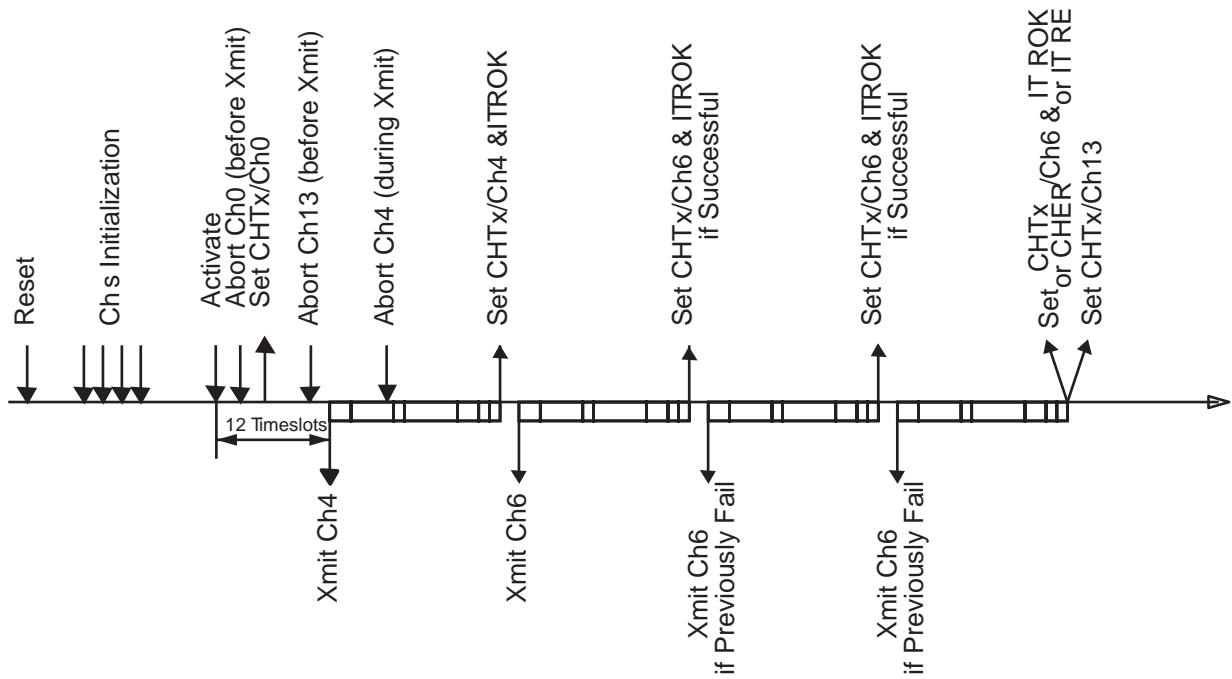 Reset
Ch s Initialization
Activate
Abort Ch0 (before Xmit)
Set CHTx/Ch0
Abort Ch13 (before Xmit)
Abort Ch4 (during Xmit)
Set CHTx/Ch4 &ITROK
Set CHTx/Ch6 & ITROK
if Successful
Set CHTx/Ch6 & ITROK
if Successful
Set CHTx or CHER/Ch6 & IT ROK or IT RE
Set CHTx/Ch13
12 Timeslots
Xmit Ch4
Xmit Ch6
Xmit Ch6
if Previously Fail
Xmit Ch6
if Previously Fail